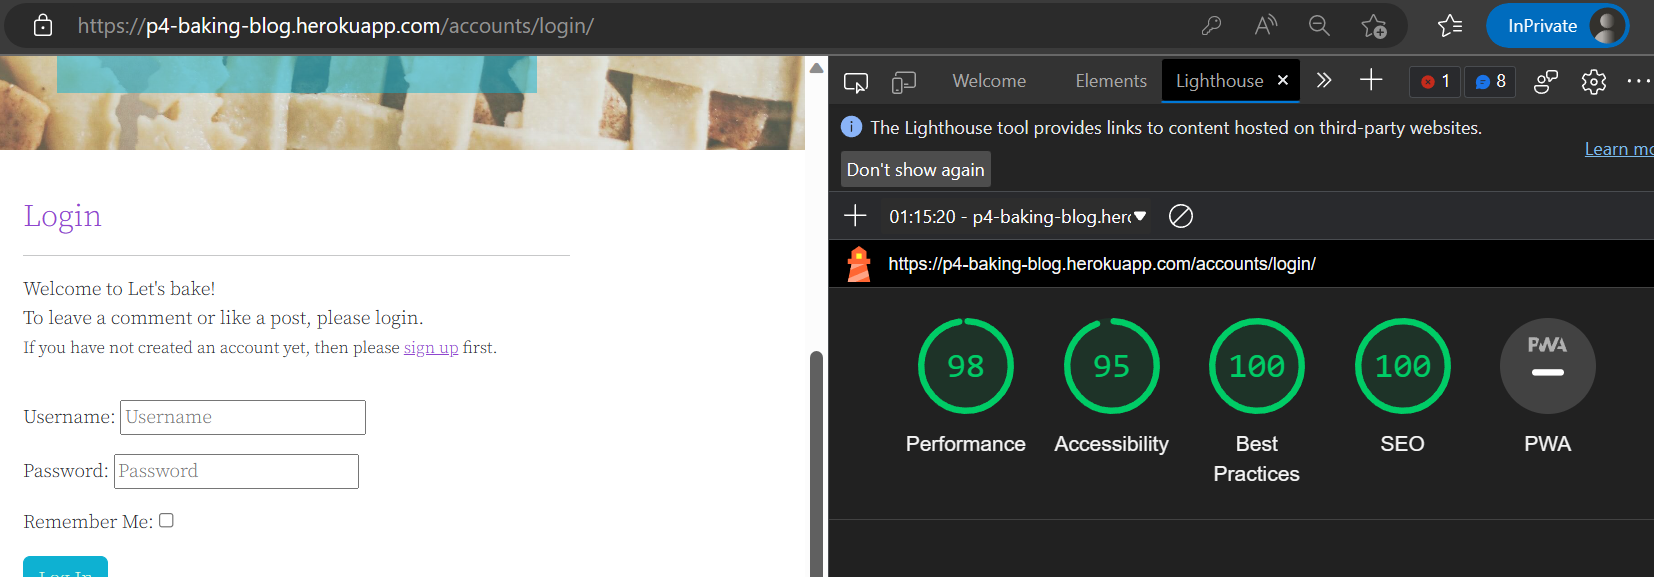 https://p4-baking-blog.herokuapp.com/accounts/login/
InPrivate
Welcome
Elements
Lighthouse
1
8
The Lighthouse tool provides links to content hosted on third-party websites.
Learn mo
Don't show again
01:15:20 - p4-baking-blog.her
https://p4-baking-blog.herokuapp.com/accounts/login/
98
95
100
100
PWA
Performance
Accessibility
Best
Practices
SEO
PWA
Login
Welcome to Let's bake!
To leave a comment or like a post, please login.
If you have not created an account yet, then please sign up first.
Username: Username
Password: Password
Remember Me:
Log In